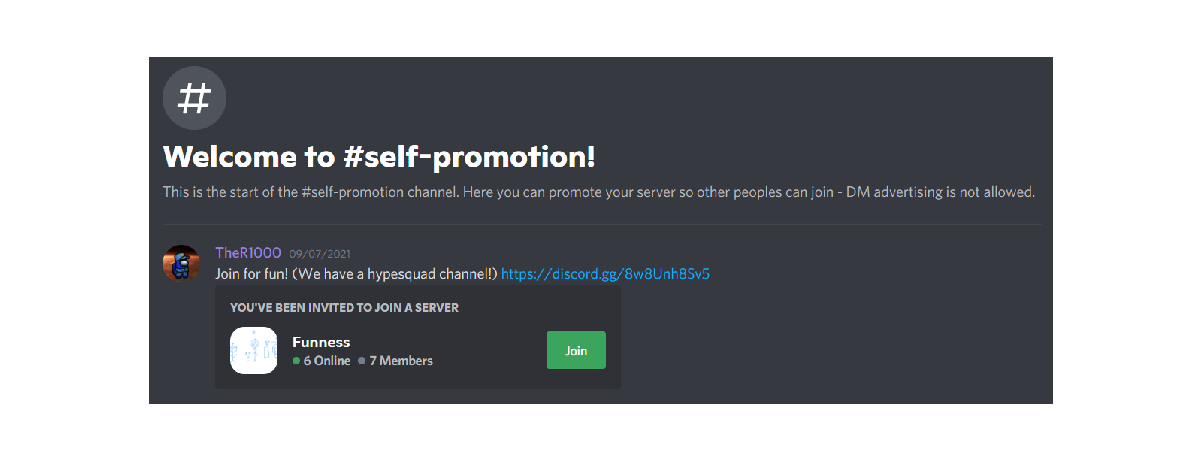 #
Welcome to #self-promotion!
This is the start of the #self-promotion channel. Here you can promote your server so other peoples can join - DM advertising is not allowed.
TheR1000 09/07/2021
Join for fun! (We have a hypesquad channel!) https://discord.gg/8w8Unh8Sv5
YOU'VE BEEN INVITED TO JOIN A SERVER
Funness
6 Online 7 Members
Join